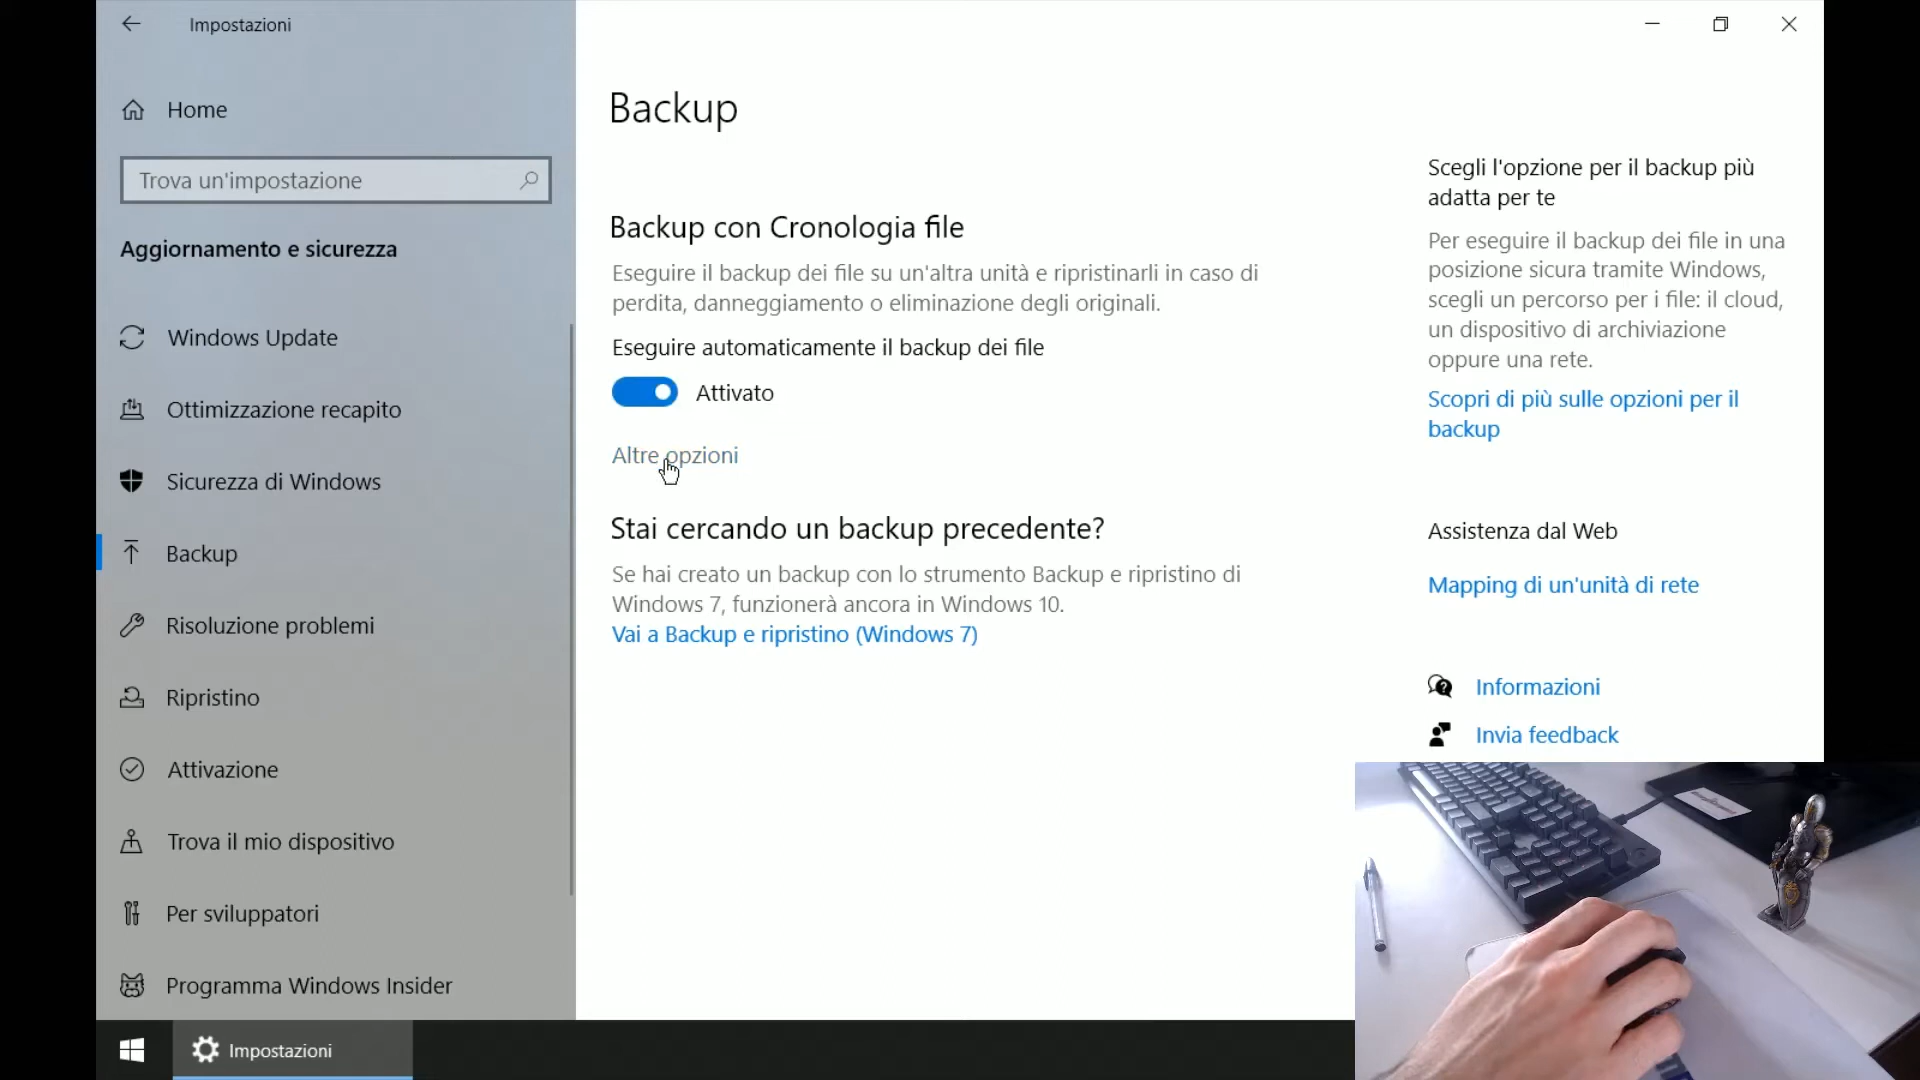 Impostazioni
Home
Trova un'impostazione
Aggiornamento e sicurezza
Windows Update
Ottimizzazione recapito
Sicurezza di Windows
Backup
Risoluzione problemi
Ripristino
Attivazione
Trova il mio dispositivo
Per sviluppatori
Programma Windows Insider
Backup
Backup con Cronologia file
Eseguire il backup dei file su un'altra unità e ripristinarli in caso di
perdita, danneggiamento o eliminazione degli originali.
Eseguire automaticamente il backup dei file
Attivato
Altre opzioni
Stai cercando un backup precedente?
Se hai creato un backup con lo strumento Backup e ripristino di
Windows 7, funzionerà ancora in Windows 10.
Vai a Backup e ripristino (Windows 7)
Scegli l'opzione per il backup più
adatta per te
Per eseguire il backup dei file in una
posizione sicura tramite Windows,
scegli un percorso per i file: il cloud,
un dispositivo di archiviazione
oppure una rete.
Scopri di più sulle opzioni per il
backup
Assistenza dal Web
Mapping di un'unità di rete
Informazioni
Invia feedback
Impostazioni